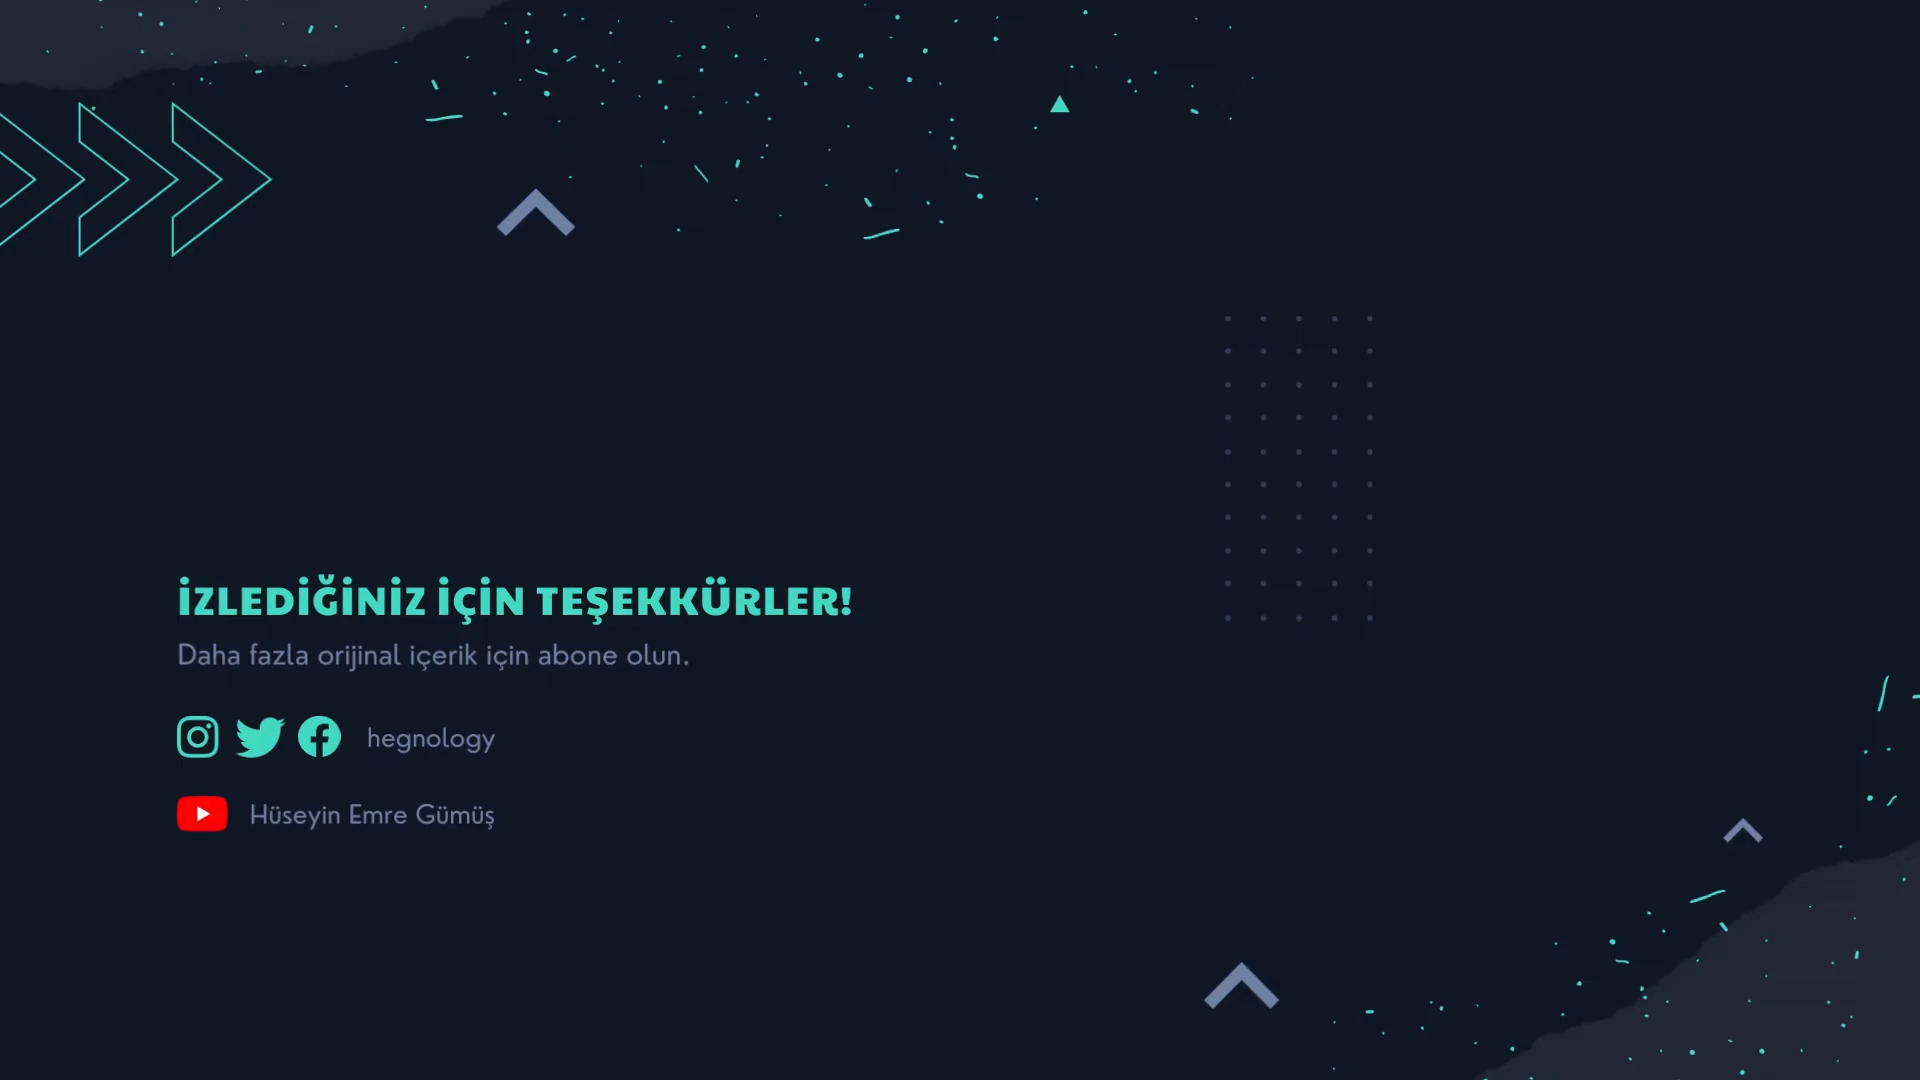 İZLEDİĞİNİZ İÇİN TEŞEKKÜRLER!
Daha fazla orijinal içerik için abone olun.
hegnology
Hüseyin Emre Gümüş